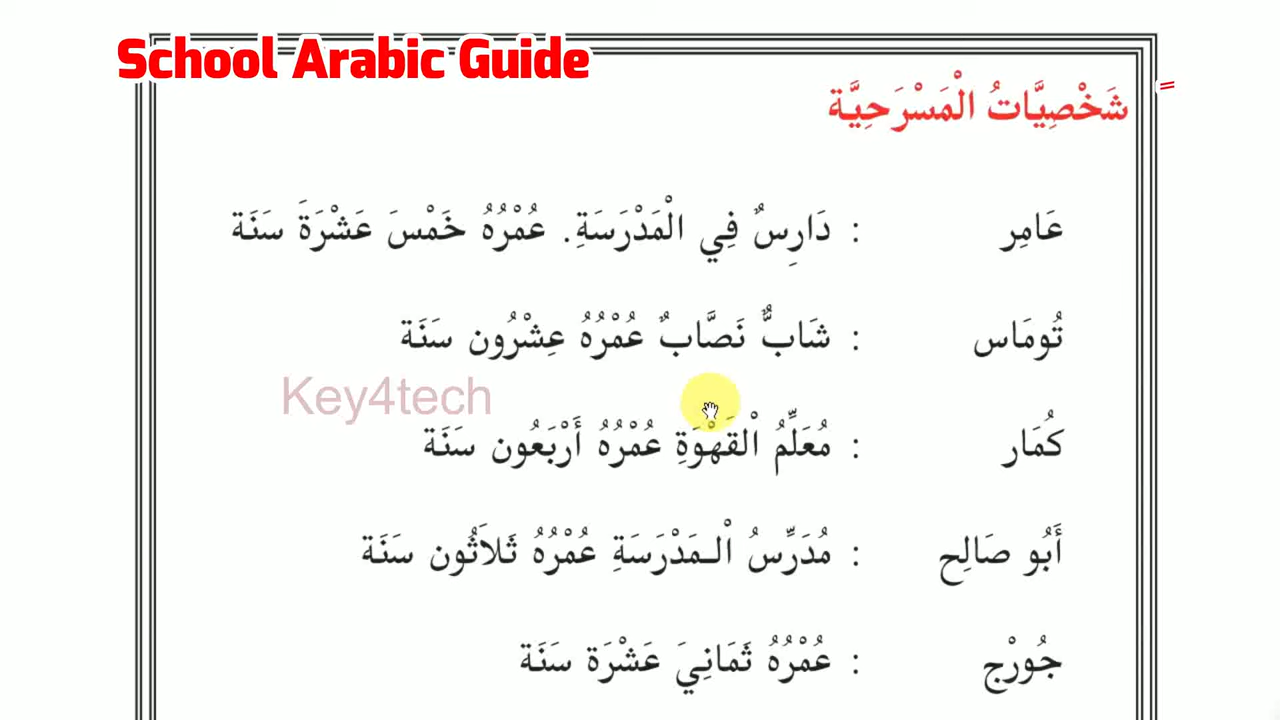 School Arabic Guide
شَخْصِيَّاتُ الْمَسْرَحِيَّة
عَامِر : دَارِسٌ فِي الْمَدْرَسَةِ. عُمْرُهُ خَمْسَ عَشْرَةَ سَنَة
تُومَاس : شَابٌّ نَصَّابٌ عُمْرُهُ عِشْرُون سَنَة
Key4tech
كُمَار : مُعَلِّمُ الْقَهْوَةِ عُمْرُهُ أَرْبَعُون سَنَة
أَبُو صَالِح : مُدَرِّسُ الْـمَدْرَسَةِ عُمْرُهُ ثَلَاثُون سَنَة
جُورْج : عُمْرُهُ ثَمَانِيَ عَشْرَة سَنَة